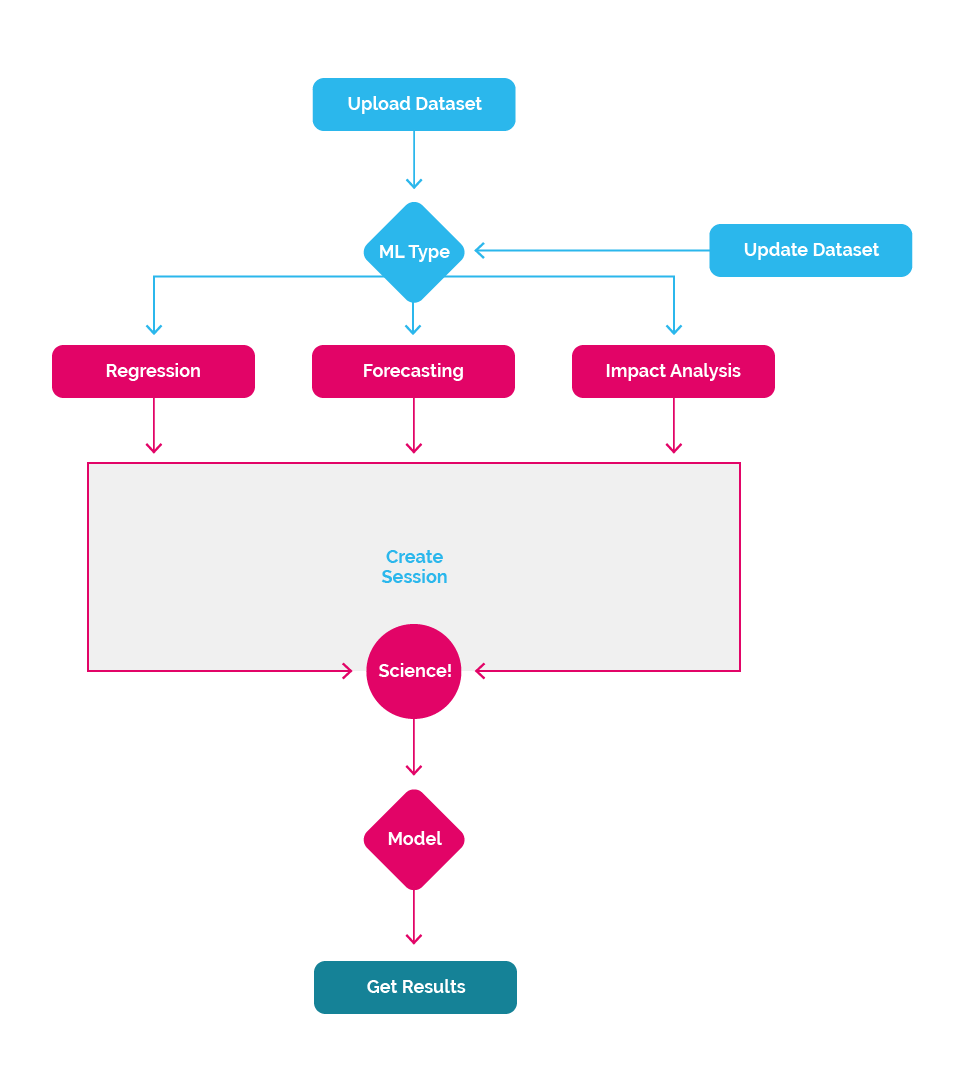 Upload Dataset
ML Type
Update Dataset
Regression
Forecasting
Impact Analysis
Create
Session
Science!
Model
Get Results